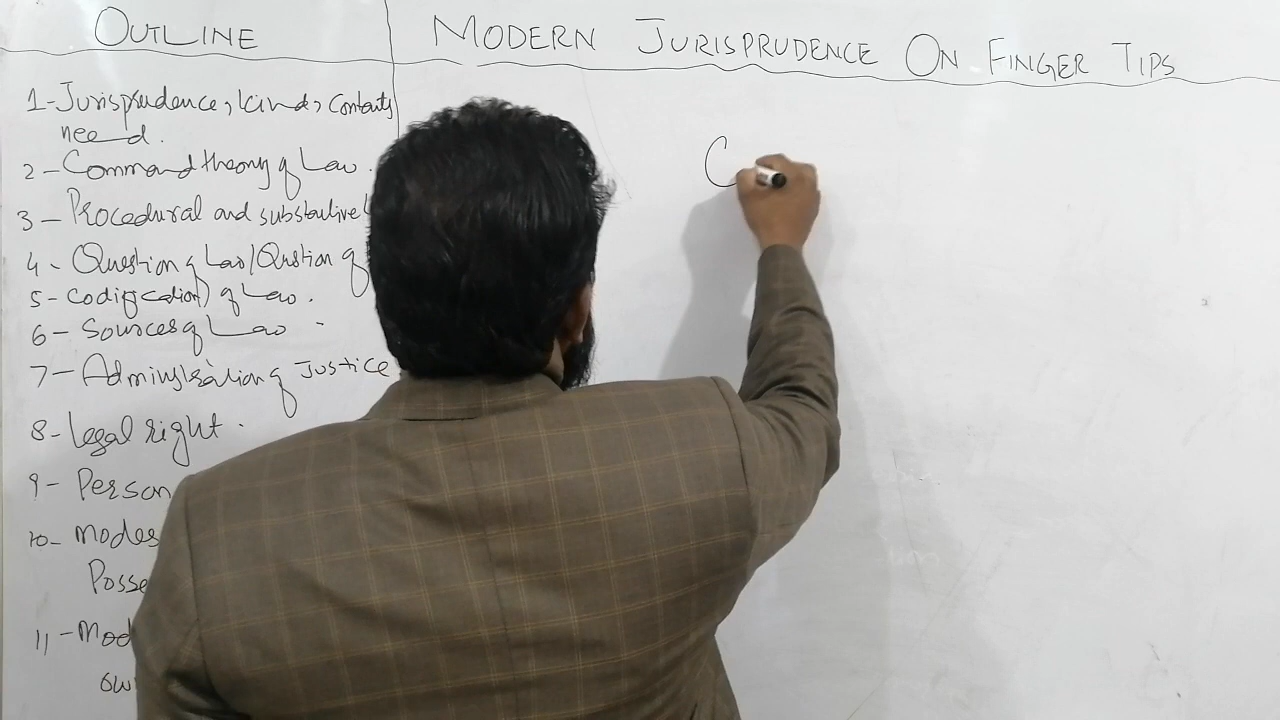 OUTLINE
MODERN JURISPRUDENCE ON FINGER TIPS
1- Jurisprudence, kinds, contents
need.
2- Command theory of Law.
3- Procedural and substantive
4- Question of Law/Qustion of
5- Codification of Law.
6- Sources of Law
7- Administration of Justice
8- Legal right.
9- Person
10- Modes
Posse
11- Mod
Ow
C